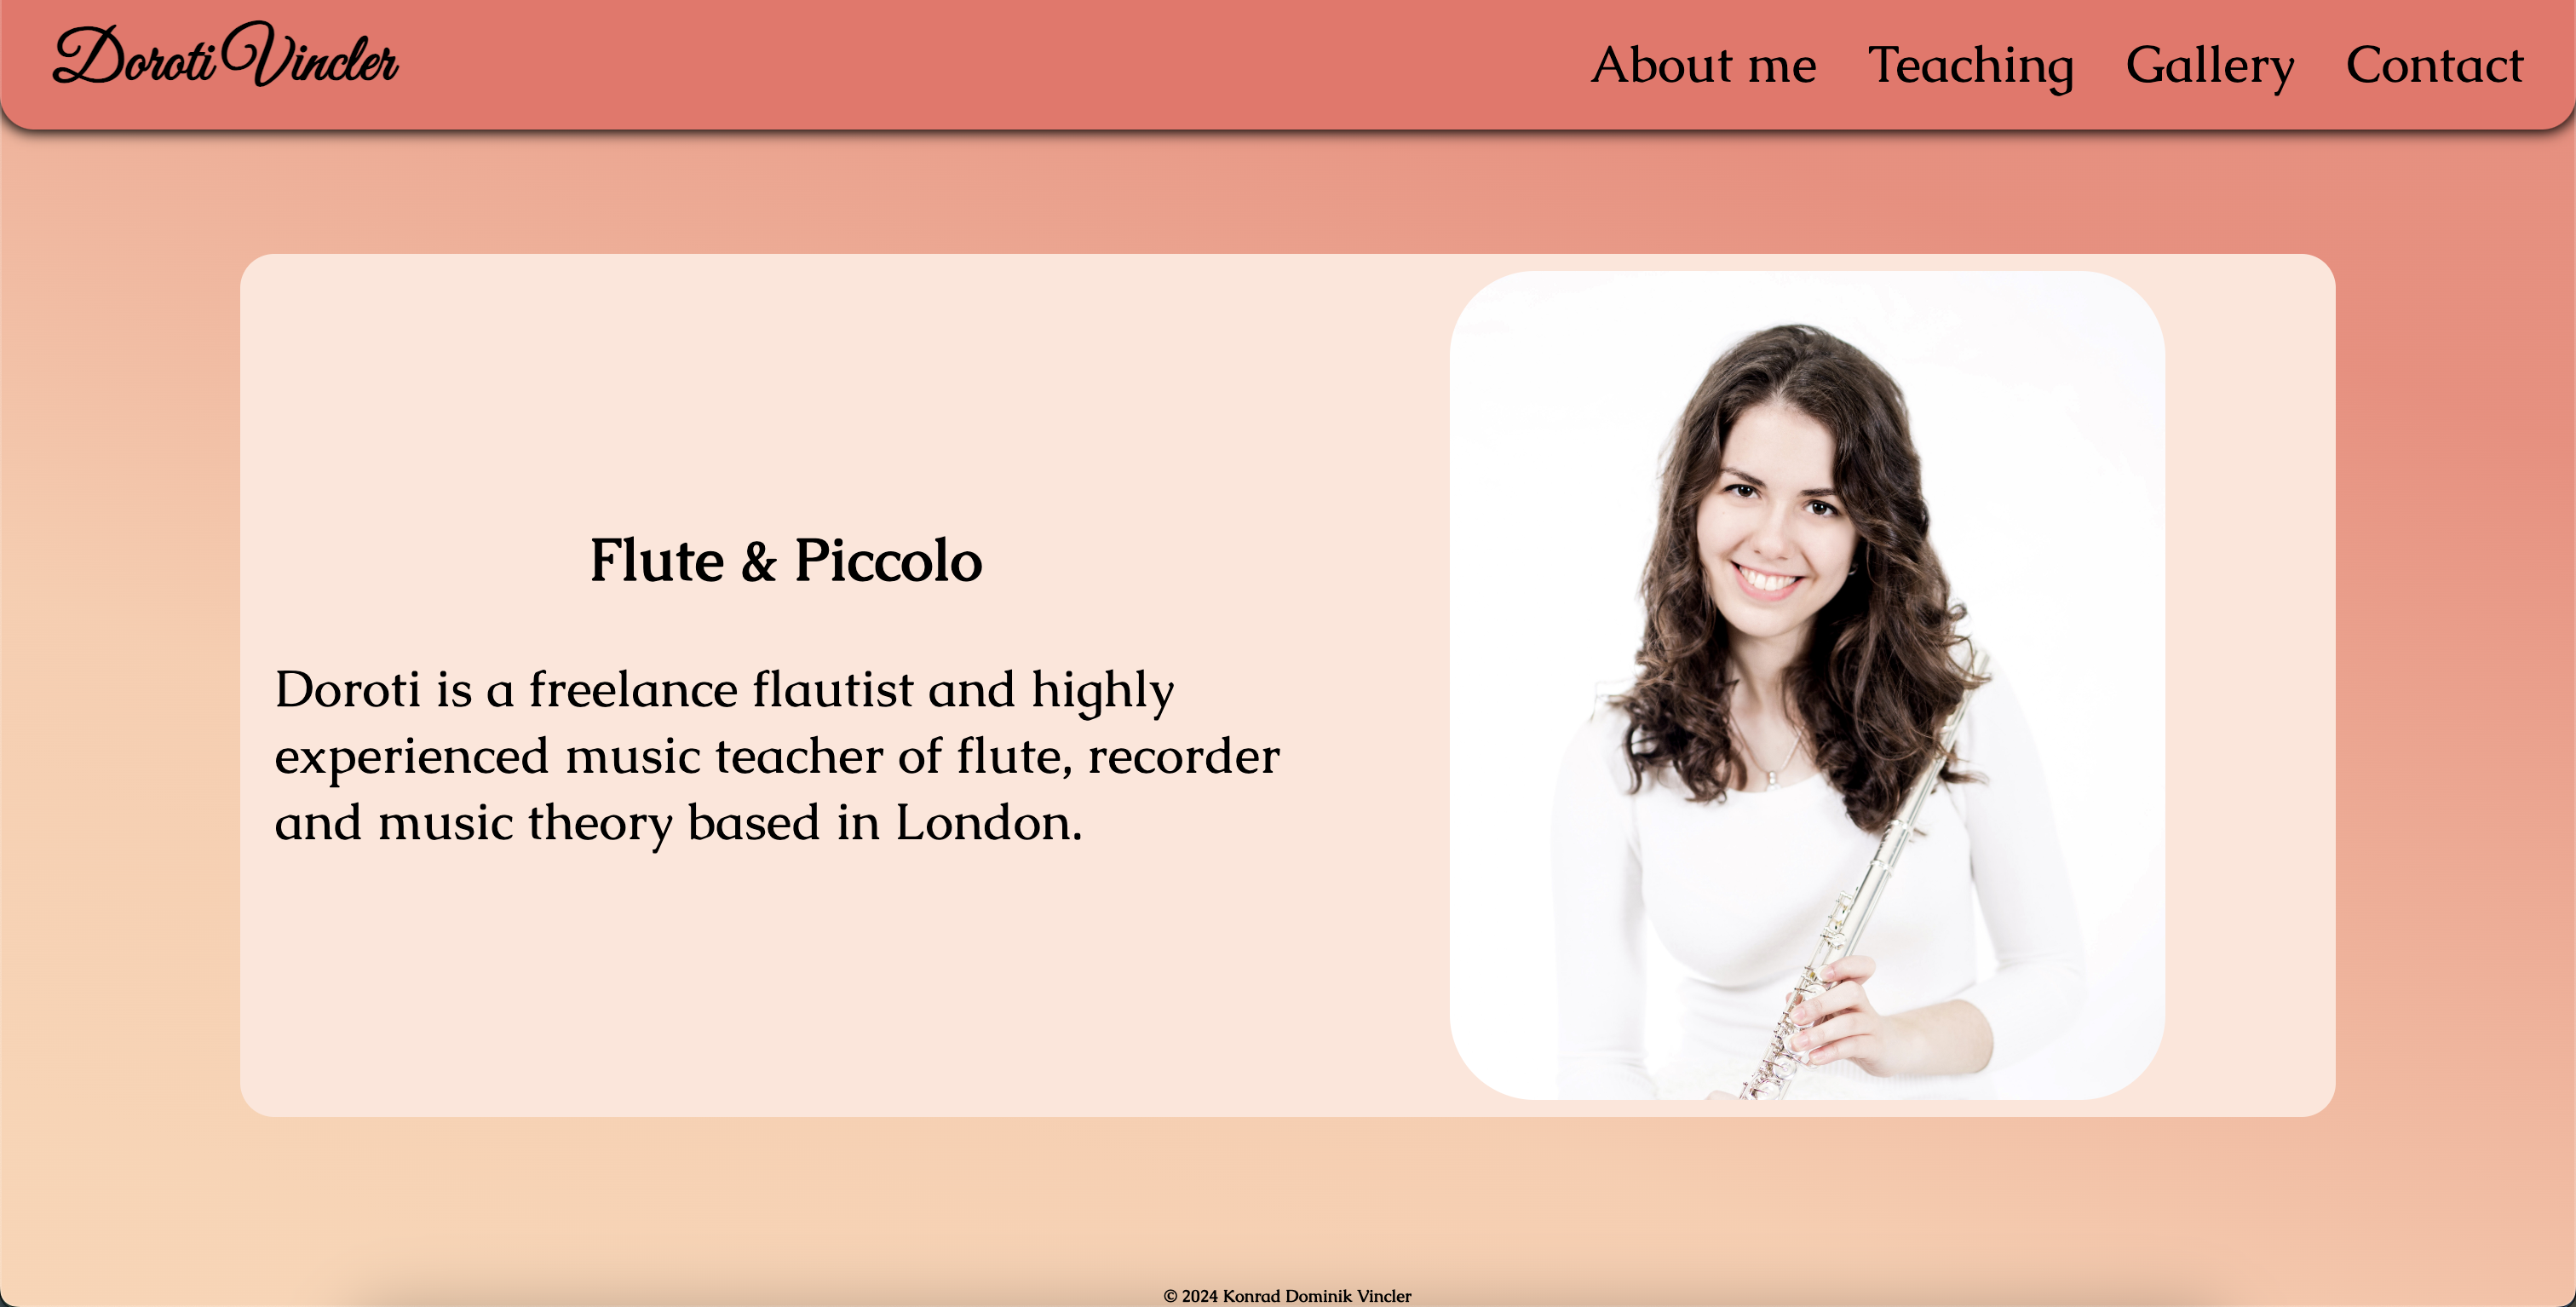 Doroti Vincler
About me Teaching Gallery Contact
Flute & Piccolo
Doroti is a freelance flautist and highly
experienced music teacher of flute, recorder
and music theory based in London.
© 2024 Konrad Dominik Vincler